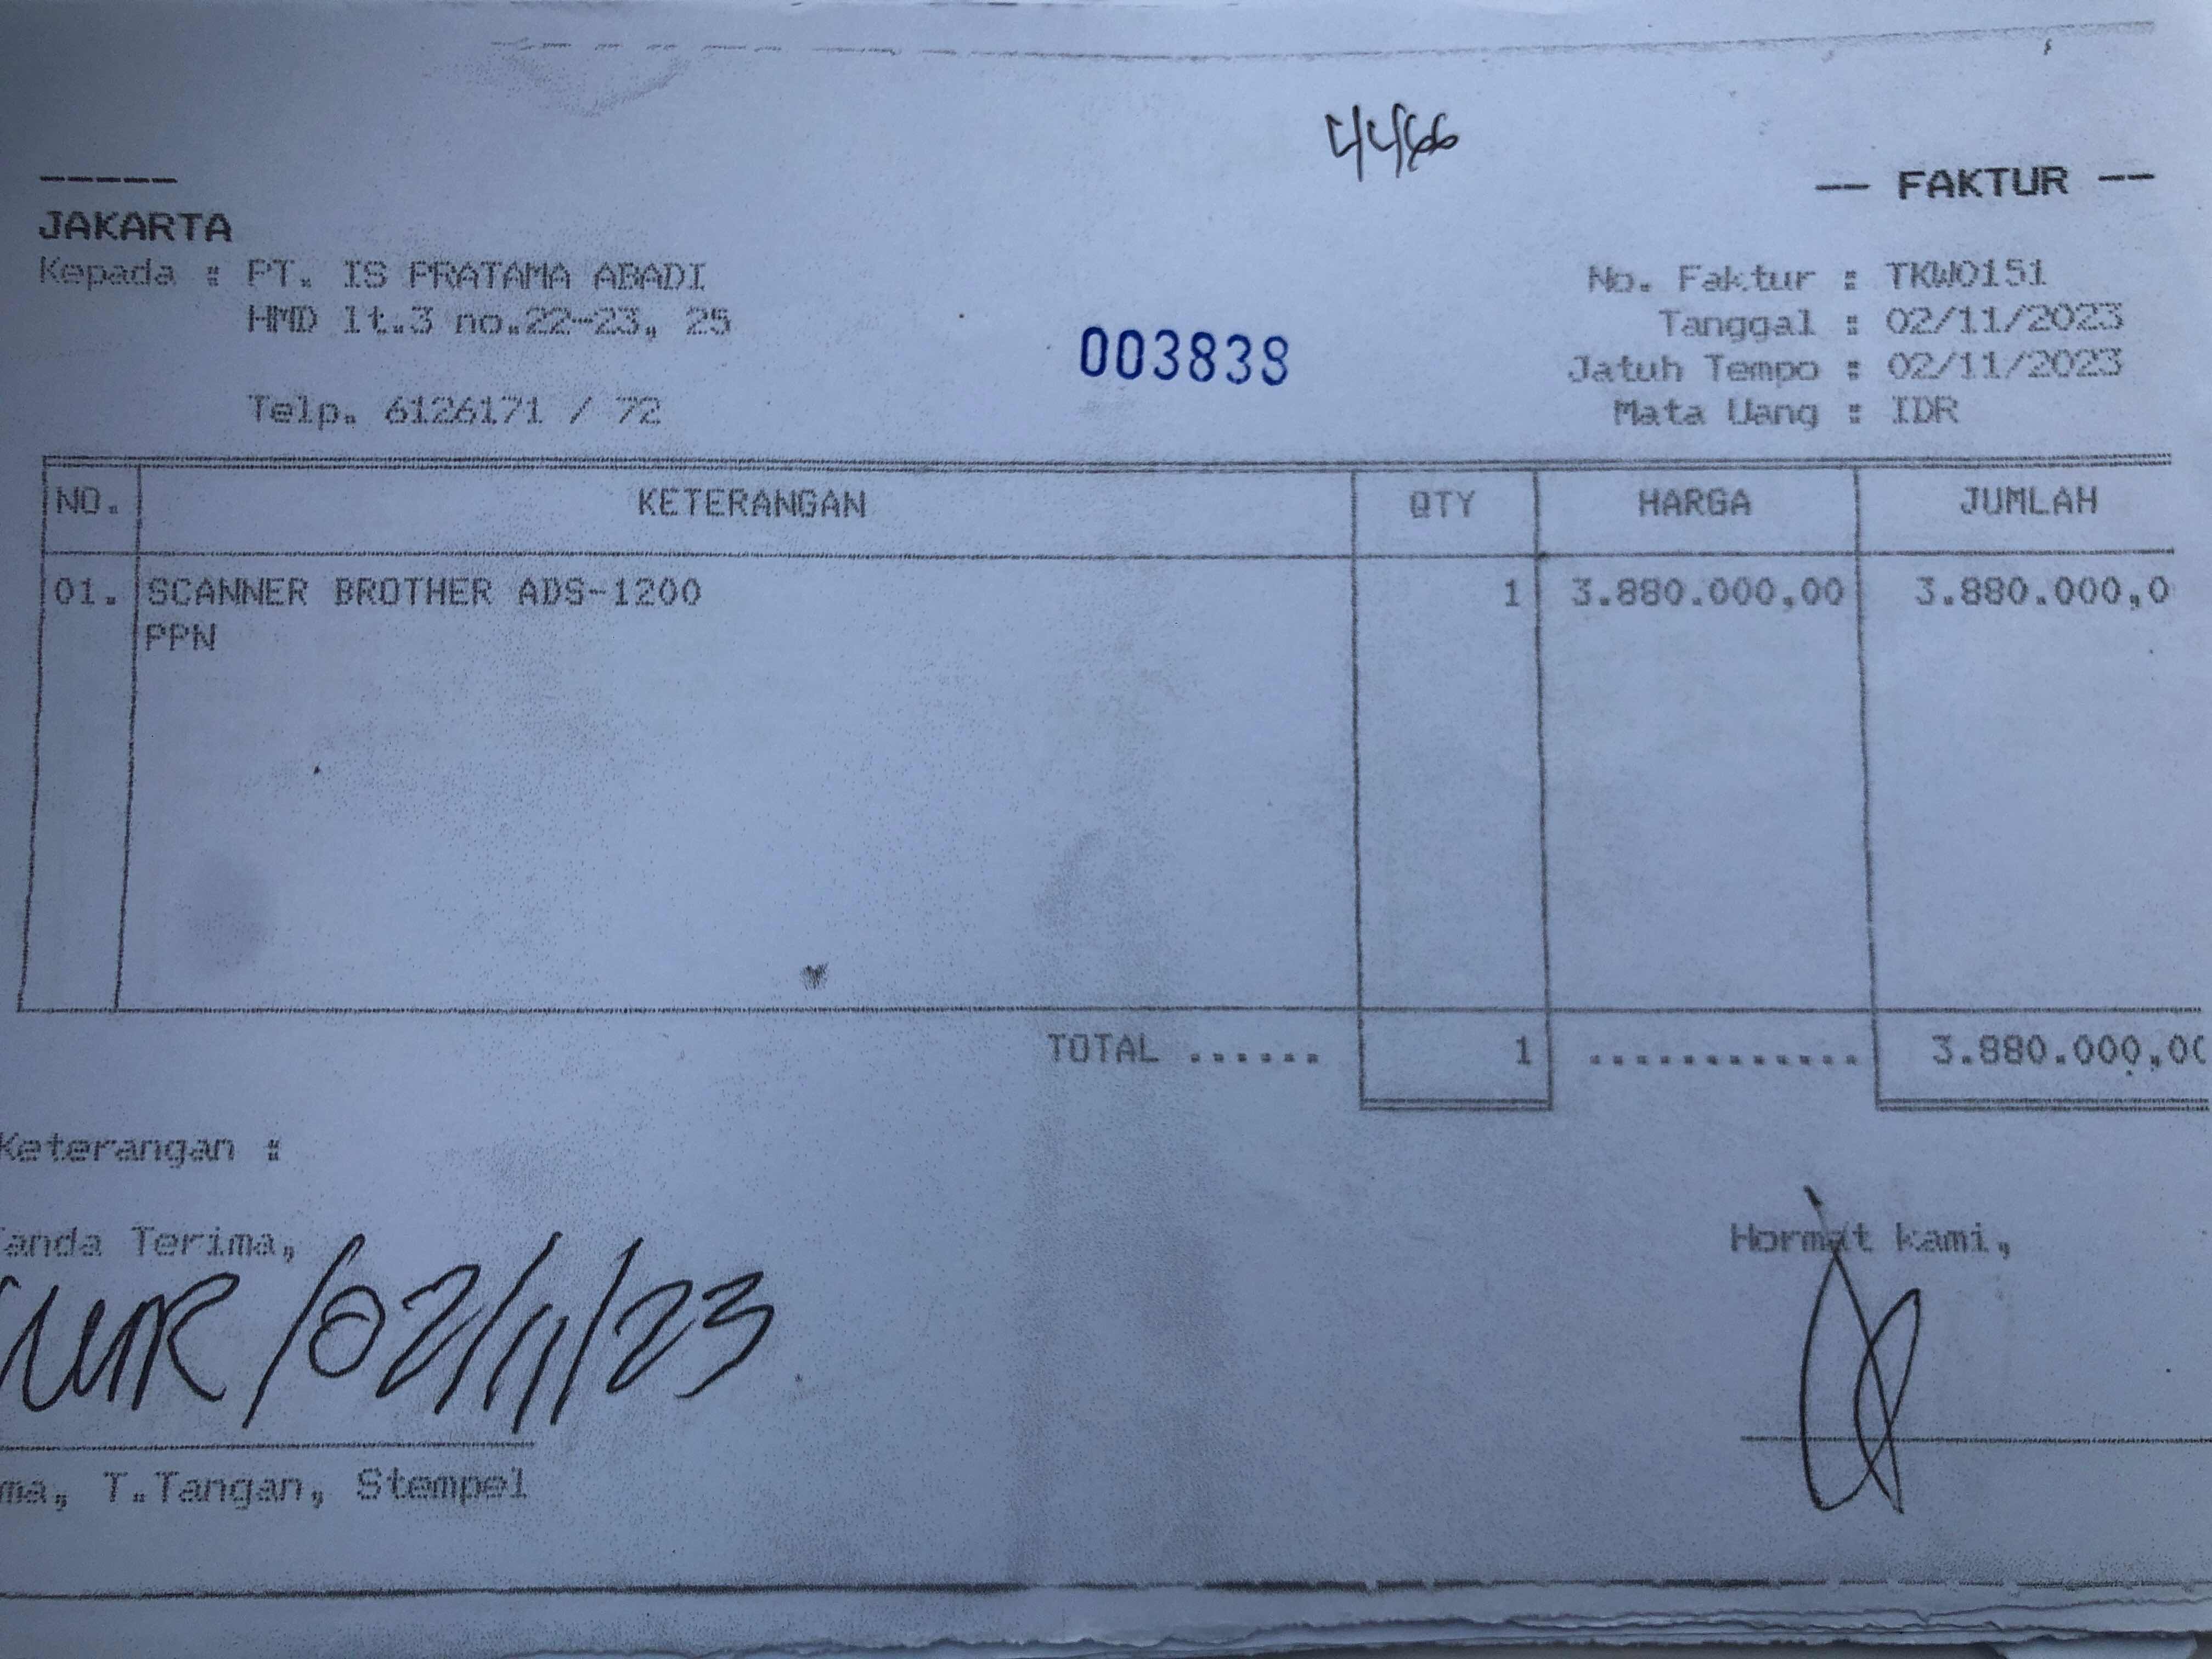 4466
-----
-- FAKTUR --
JAKARTA
Kepada : PT. IS PRATAMA ABADI
HMD lt.3 no.22-23, 25
Telp. 6126171 / 72
003838
No. Faktur : TKW0151
Tanggal : 02/11/2023
Jatuh Tempo : 02/11/2023
Mata Uang : IDR
NO. KETERANGAN QTY HARGA JUMLAH
01. SCANNER BROTHER ADS-1200 1 3.880.000,00 3.880.000,0
PPN
TOTAL ...... 1 ............ 3.880.000,00
Keterangan :
anda Terima, Hormat kami,
/02/11/23
ma, T.Tangan, Stempel